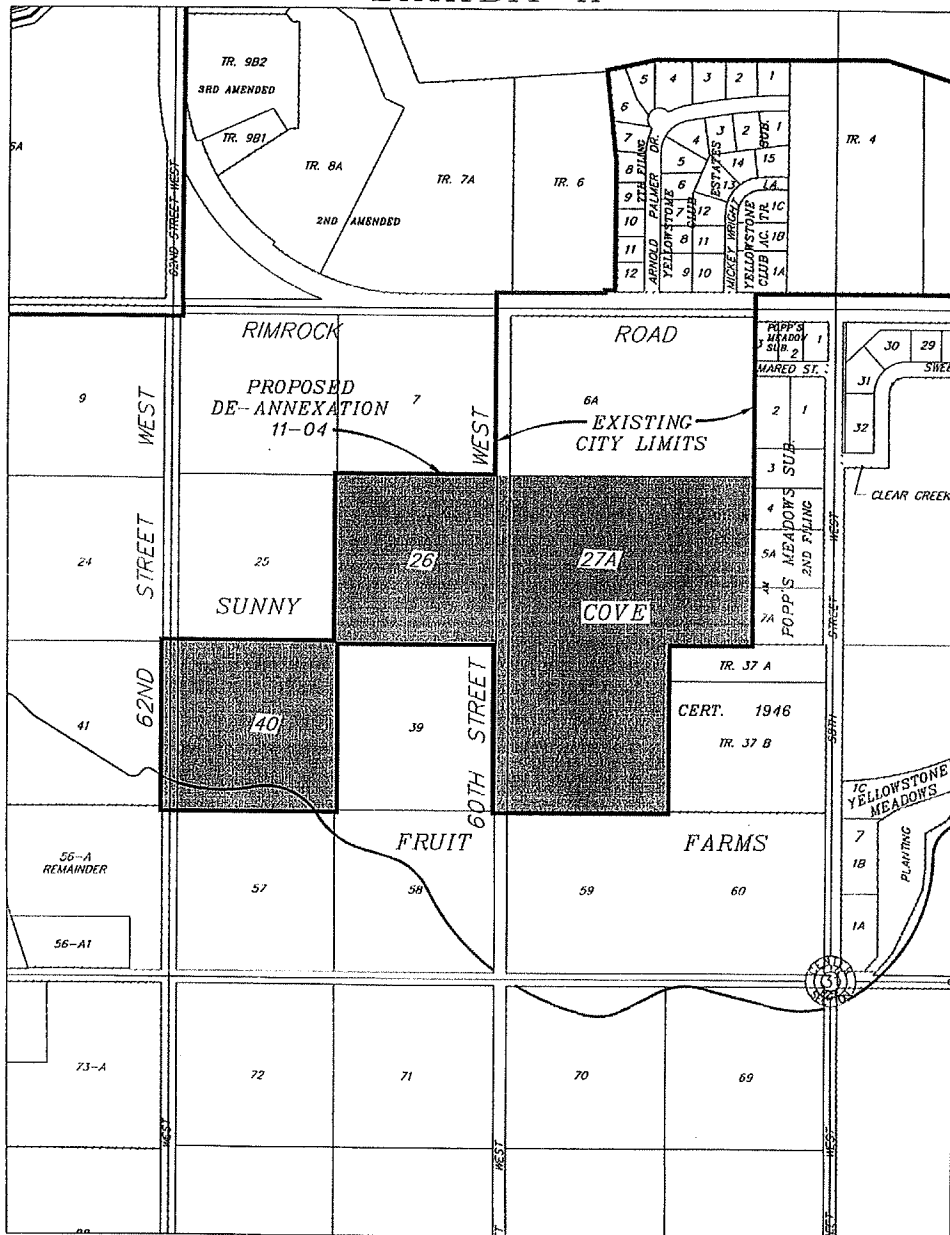 TR. 9B2
3RD AMENDED
TR. 9B1
TR. 8A
2ND AMENDED
TR. 7A
TR. 6
TR. 4
62ND STREET WEST
5
4
3
2
1
6
7
8
9
10
11
12
7TH FILING
ARNOLD PALMER DR.
YELLOWSTONE
CLUB
ESTATES
SUB.
4
3
2
1
5
6
7
8
9
12
11
10
13
14
15
MICKEY WRIGHT
LA.
YELLOWSTONE
CLUB AC. TR.
1C
1B
1A
RIMROCK
ROAD
PROPOSED
DE-ANNEXATION
11-04
EXISTING
CITY LIMITS
9
7
6A
WEST
WEST
POPP'S
MEADOW
SUB.
3
2
1
MARED ST.
2
1
3
4
5A
7A
POPP'S MEADOWS SUB.
2ND FILING
31
30
29
32
CLEAR CREEK
24
25
26
27A
STREET
SUNNY
COVE
WEST
STREET
58TH
62ND
41
40
39
60TH STREET
TR. 37 A
CERT. 1946
TR. 37 B
1C
YELLOWSTONE
MEADOWS
7
1B
1A
PLANTING
FRUIT
FARMS
56-A
REMAINDER
56-A1
57
58
59
60
3
73-A
72
71
70
69
WEST
WEST
WEST